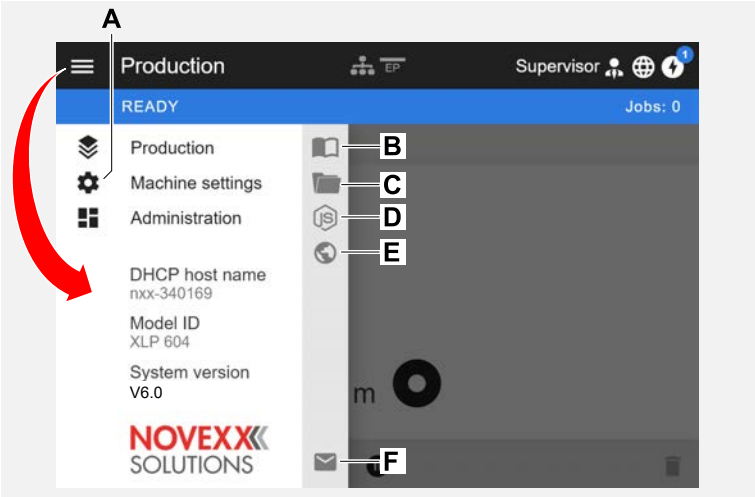 A
Production
EP
Supervisor
1
READY
Jobs: 0
Production
B
Machine settings
C
Administration
JS
D
E
DHCP host name
nxx-340169
Model ID
XLP 604
System version
V6.0
m
NOVEXX
SOLUTIONS
F